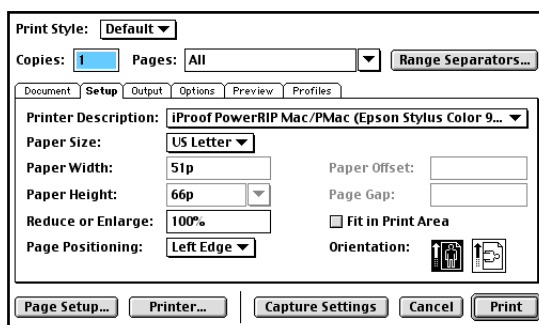 Print Style: Default
Copies: 1 Pages: All Range Separators...
Document Setup Output Options Preview Profiles
Printer Description: iProof PowerRIP Mac/PMac (Epson Stylus Color 9...
Paper Size: US Letter
Paper Width: 51p Paper Offset:
Paper Height: 66p Page Gap:
Reduce or Enlarge: 100% Fit in Print Area
Page Positioning: Left Edge Orientation:
Page Setup... Printer... Capture Settings Cancel Print